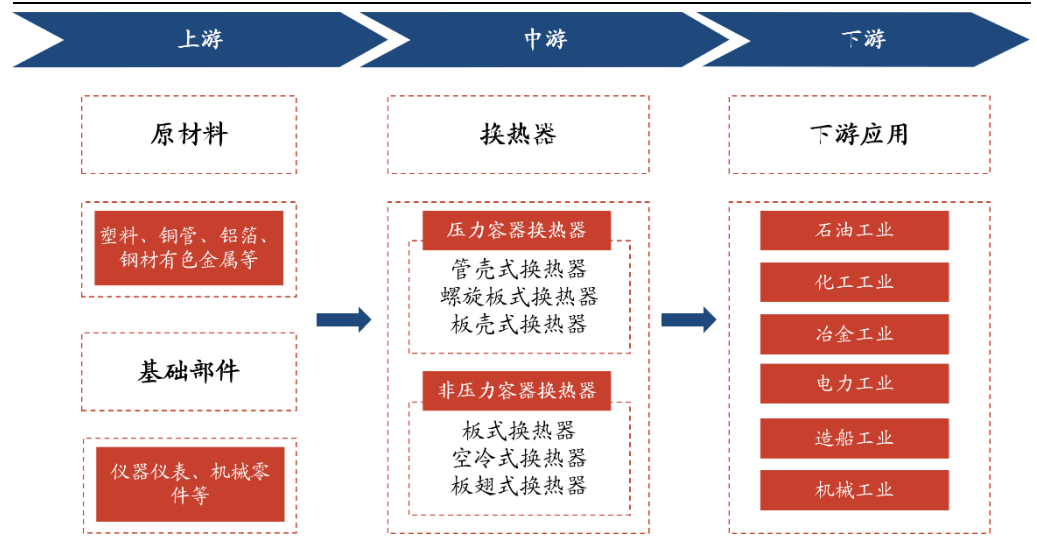 上游
中游
下游
原材料
塑料、铜管、铝箔、
钢材有色金属等
基础部件
仪器仪表、机械零
件等
换热器
压力容器换热器
管壳式换热器
螺旋板式换热器
板壳式换热器
非压力容器换热器
板式换热器
空冷式换热器
板翅式换热器
下游应用
石油工业
化工工业
冶金工业
电力工业
造船工业
机械工业